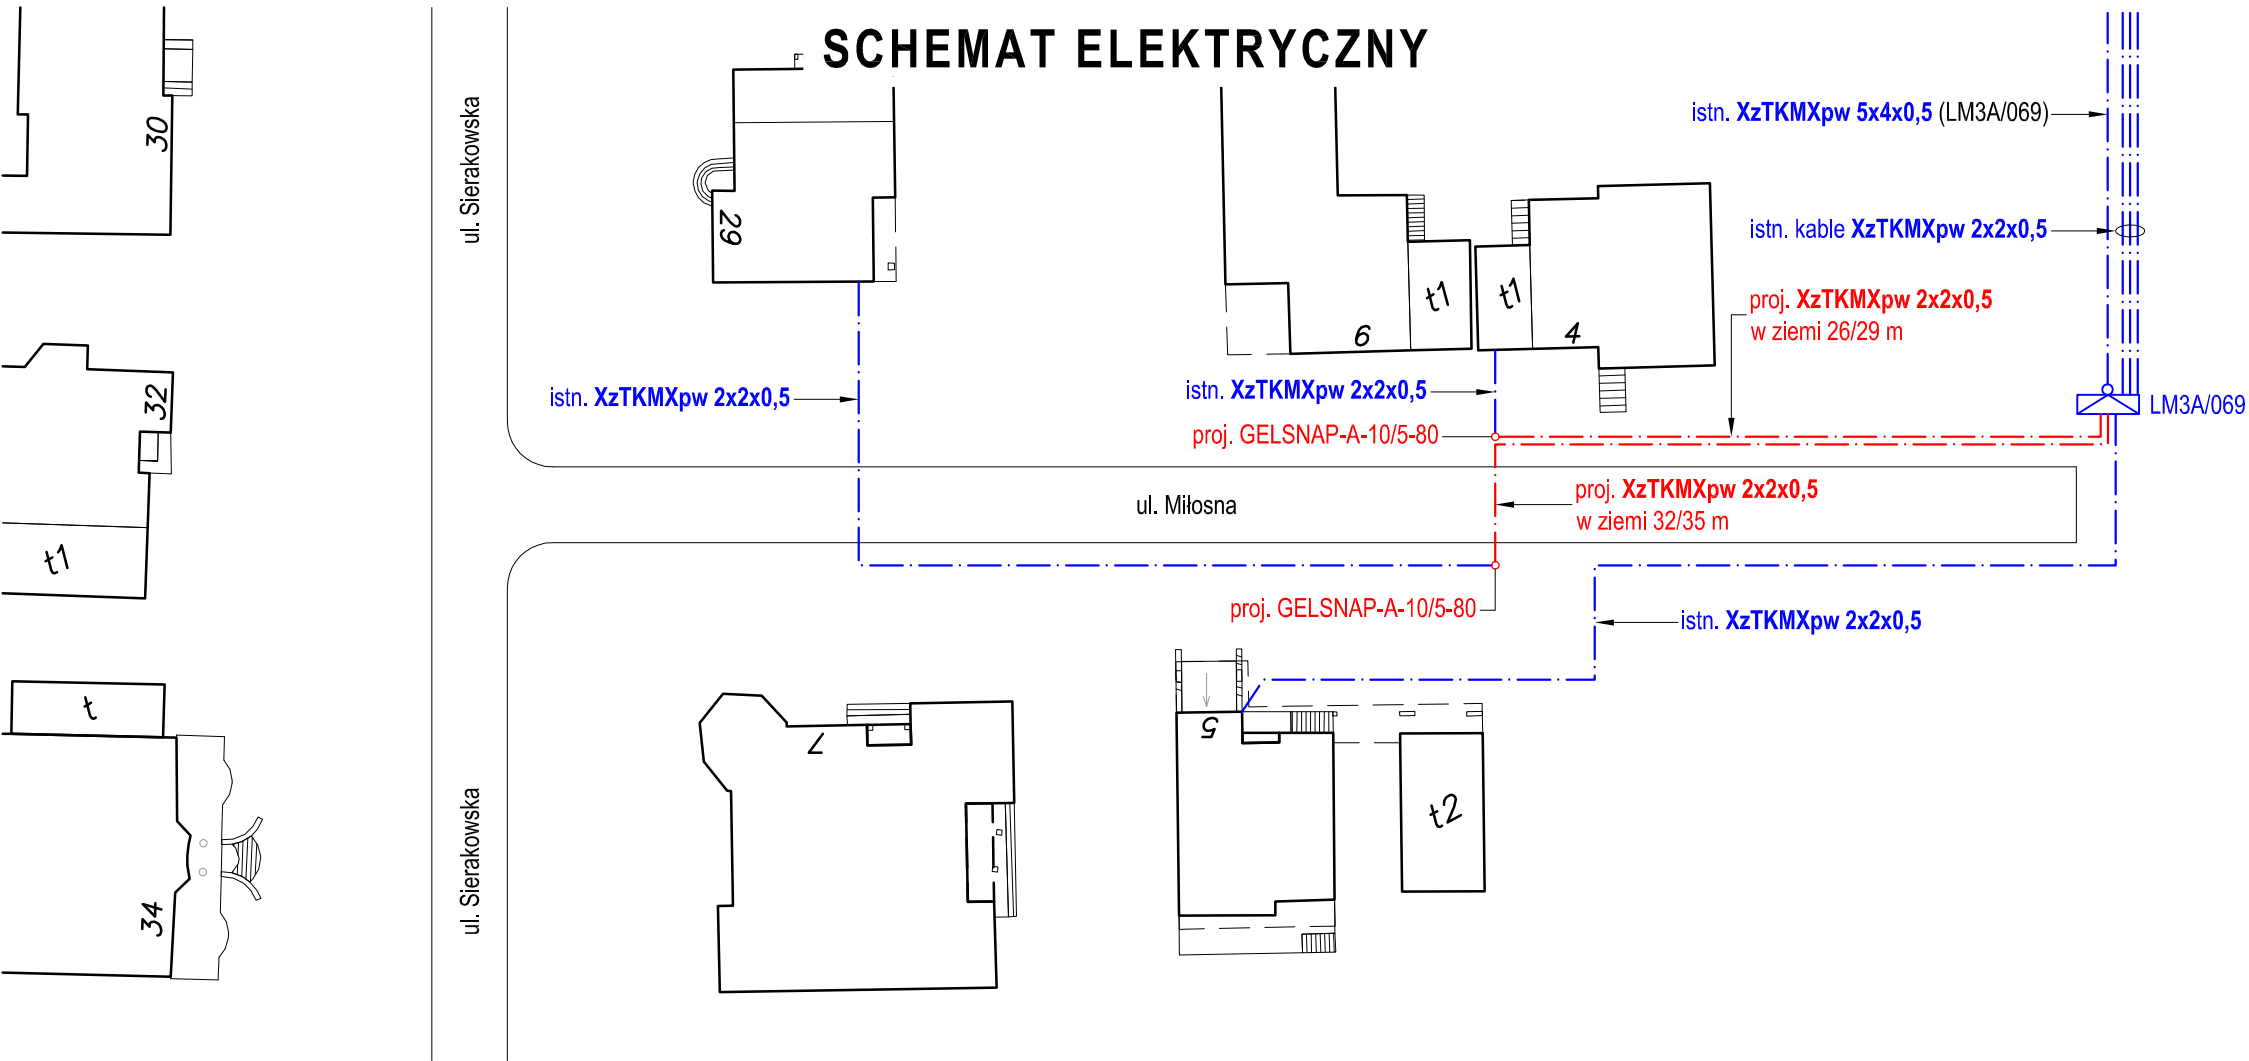 SCHEMAT ELEKTRYCZNY
30
ul. Sierakowska
29
istn. XzTKMXpw 5x4x0,5 (LM3A/069)
istn. kable XzTKMXpw 2x2x0,5
t1
t1
6
4
proj. XzTKMXpw 2x2x0,5
w ziemi 26/29 m
32
istn. XzTKMXpw 2x2x0,5
istn. XzTKMXpw 2x2x0,5
LM3A/069
proj. GELSNAP-A-10/5-80
ul. Miłosna
proj. XzTKMXpw 2x2x0,5
w ziemi 32/35 m
t1
proj. GELSNAP-A-10/5-80
istn. XzTKMXpw 2x2x0,5
t
7
5
t2
ul. Sierakowska
34